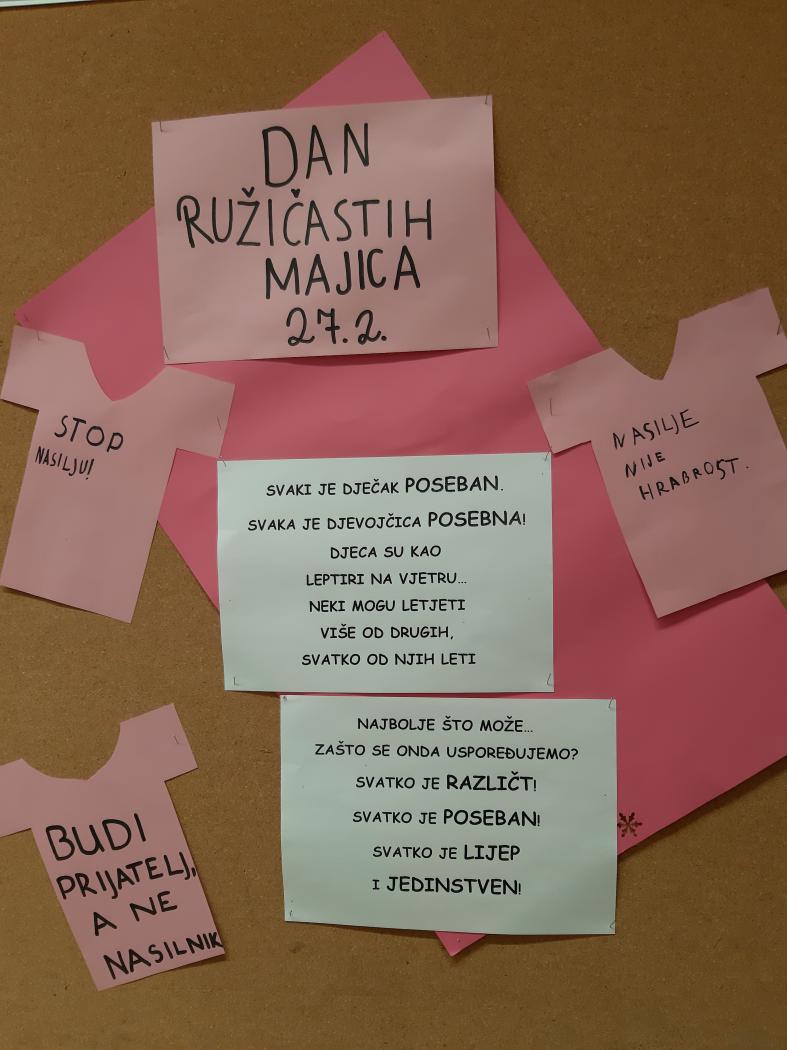 DAN
RUŽIČASTIH
MAJICA
27.2.
STOP
NASILJU!
NASILJE
NIJE
HRABROST.
SVAKI JE DJEČAK POSEBAN.
SVAKA JE DJEVOJČICA POSEBNA!
DJECA SU KAO
LEPTIRI NA VJETRU...
NEKI MOGU LETJETI
VIŠE OD DRUGIH,
SVATKO OD NJIH LETI
NAJBOLJE ŠTO MOŽE...
ZAŠTO SE ONDA USPOREĐUJEMO?
SVATKO JE RAZLIČT!
SVATKO JE POSEBAN!
SVATKO JE LIJEP
I JEDINSTVEN!
BUDI
PRIJATELJ,
A NE
NASILNIK